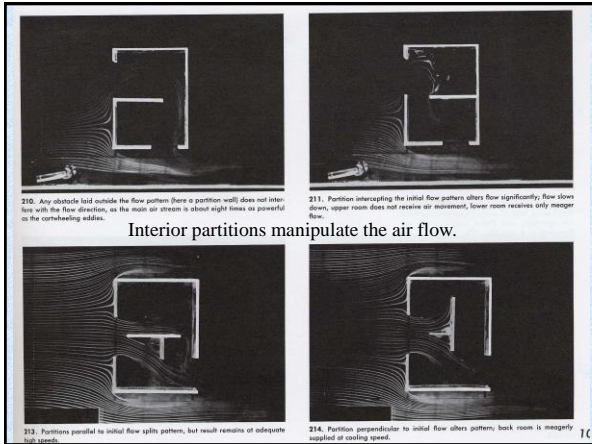 210. Any obstacle laid outside the flow pattern (here a partition wall) does not inter-
fere with the flow direction, as the main air stream is about eight times as powerful
as the cartwheeling eddies.
211. Partition intercepting the initial flow pattern alters flow significantly; flow slows
down, upper room does not receive air movement, lower room receives only meager
flow.
Interior partitions manipulate the air flow.
213. Partitions parallel to initial flow splits pattern, but result remains at adequate
high speeds.
214. Partition perpendicular to initial flow alters pattern; back room is meagerly
supplied at cooling speed.